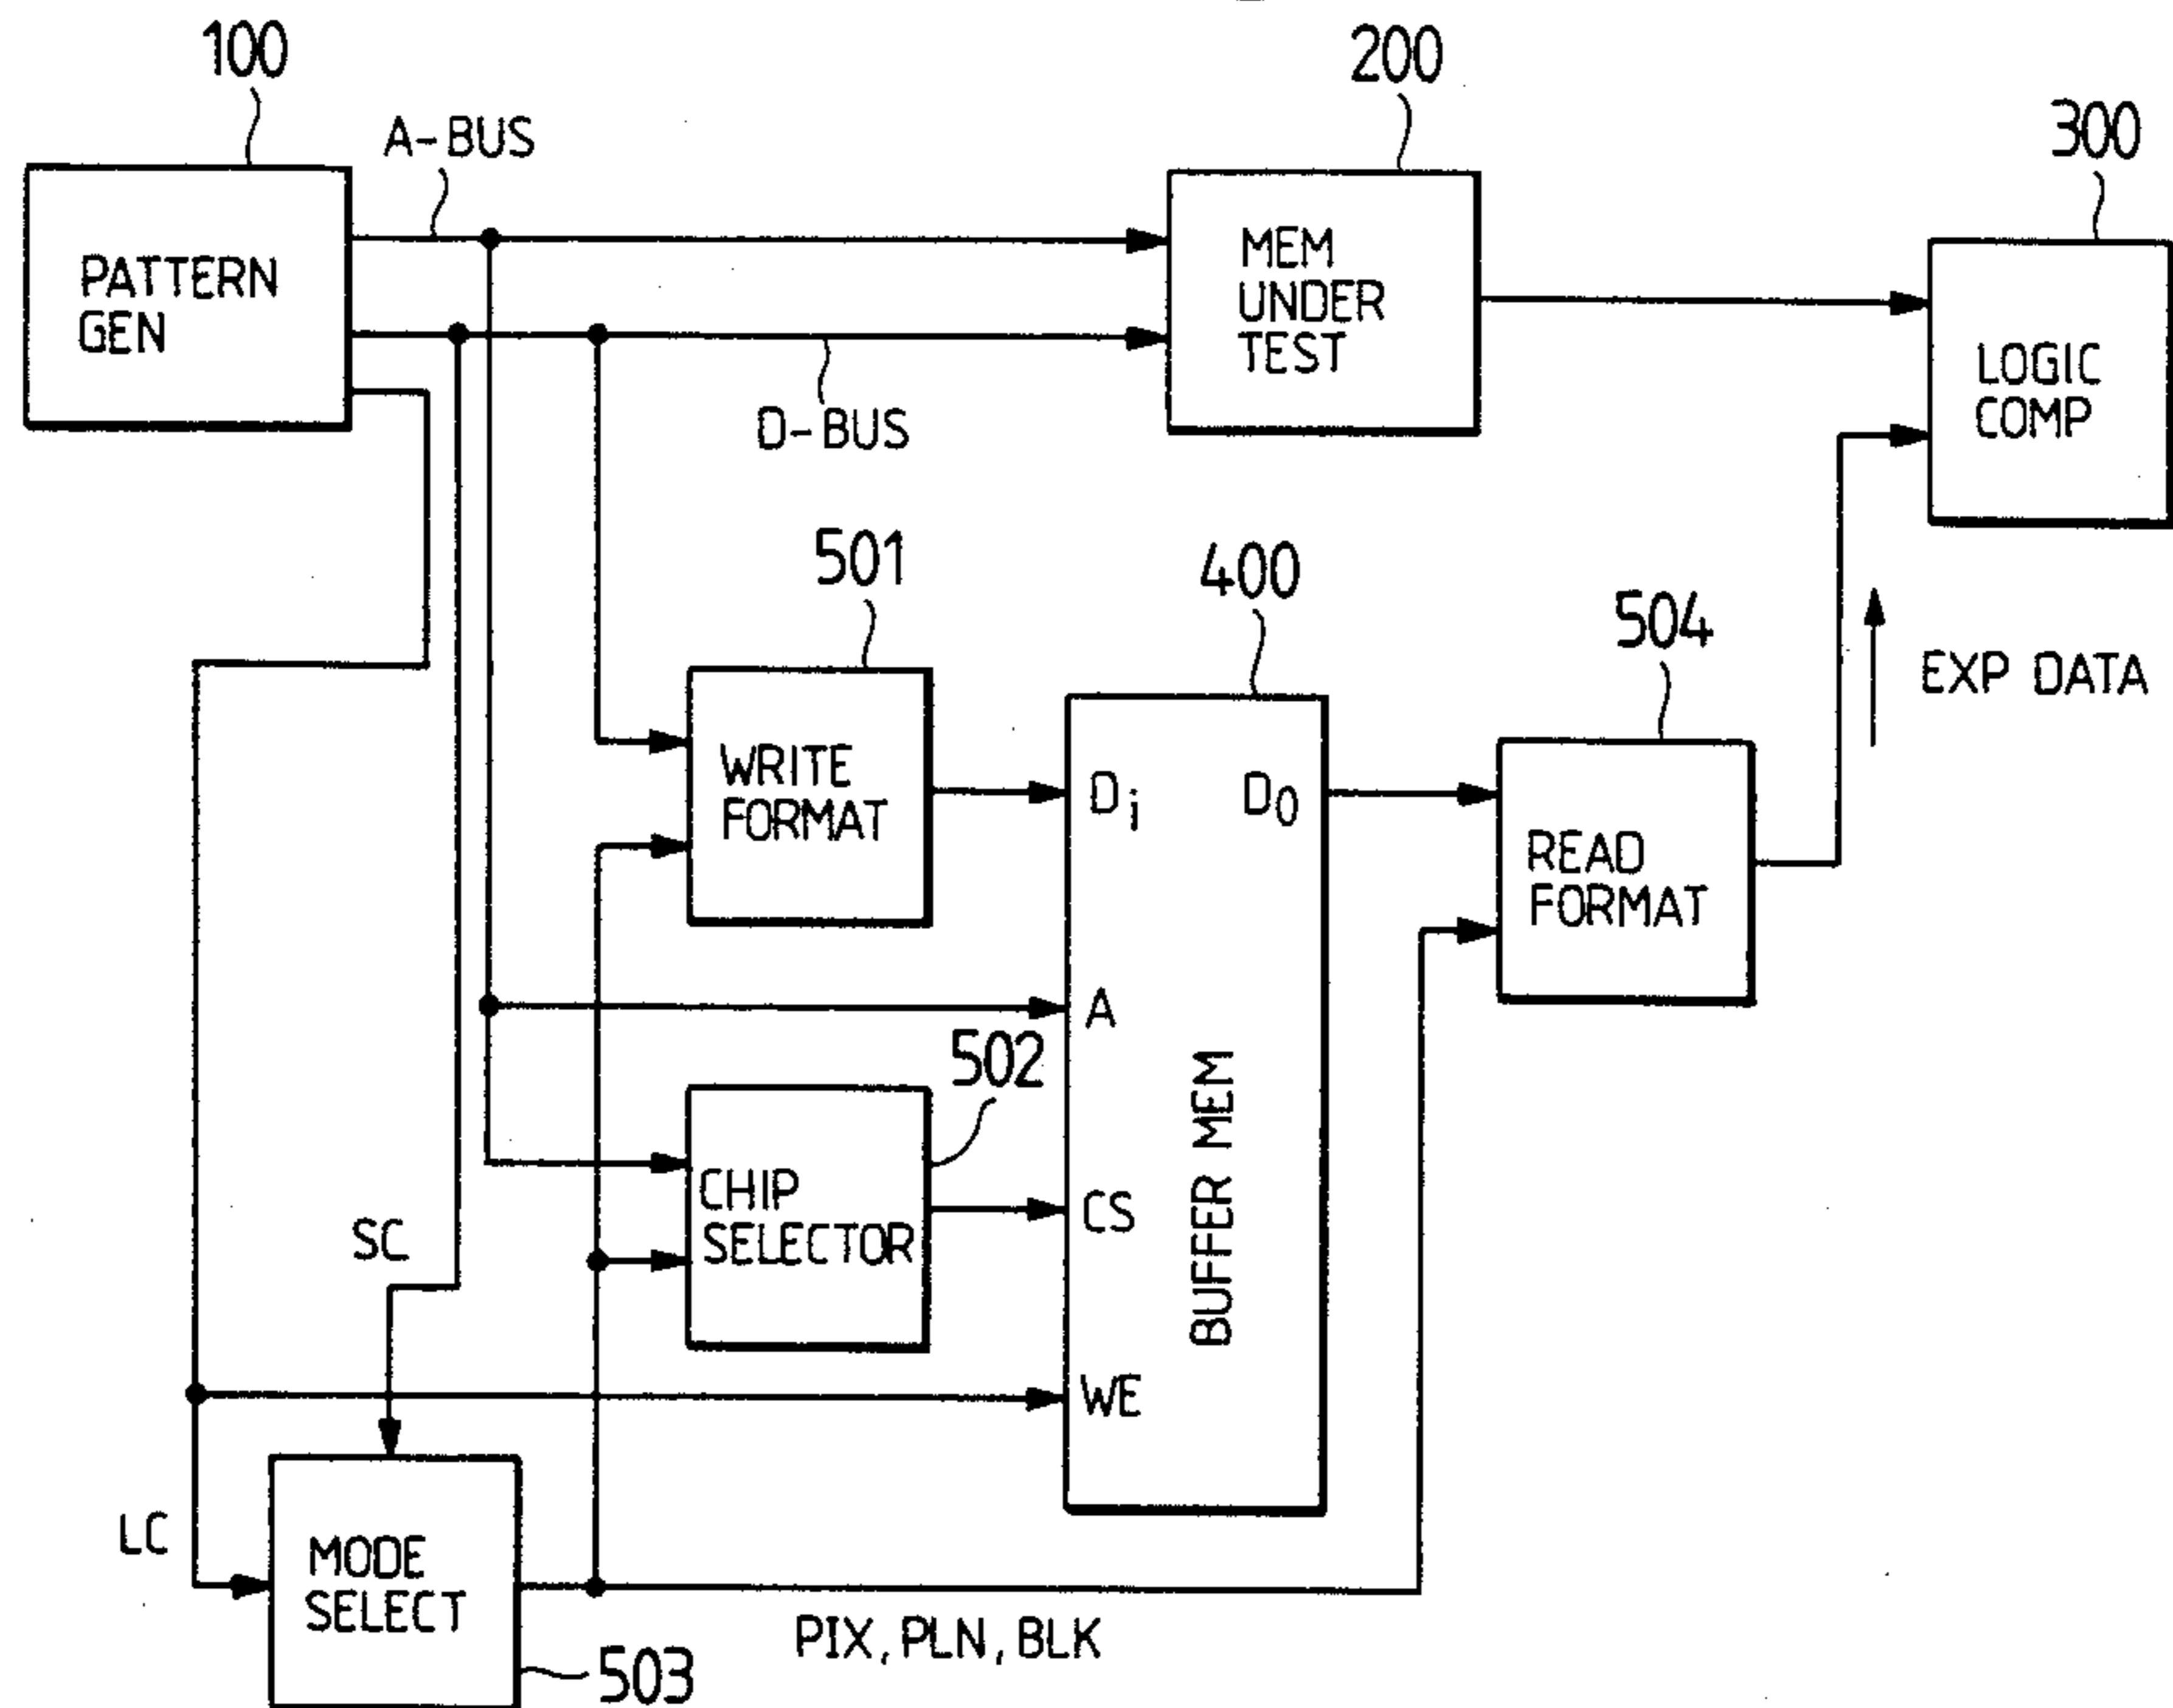 100
200
300
A-BUS
PATTERN
GEN
MEM
UNDER
TEST
LOGIC
COMP
D-BUS
501
400
504
EXP DATA
WRITE
FORMAT
Di
D0
READ
FORMAT
A
502
CHIP
SELECTOR
CS
BUFFER MEM
SC
WE
LC
MODE
SELECT
PIX, PLN, BLK
503